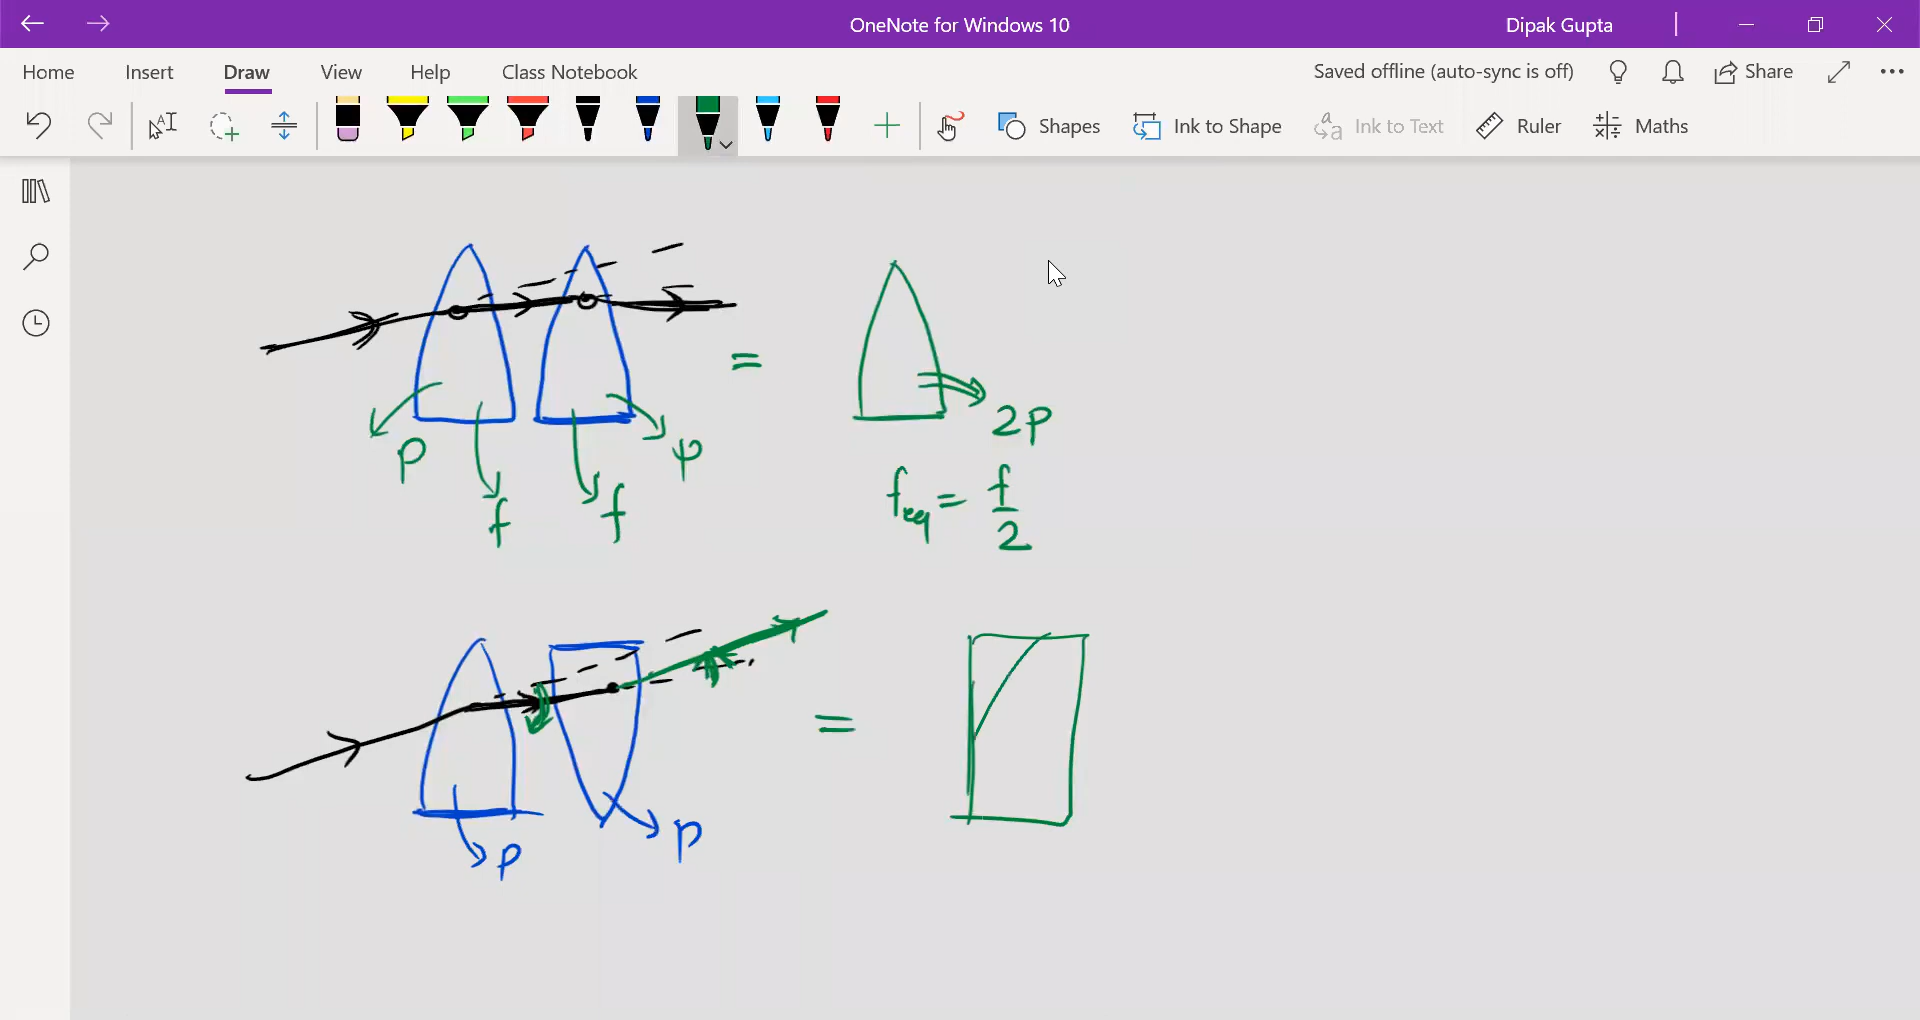 OneNote for Windows 10
Dipak Gupta
Home Insert Draw View Help Class Notebook
Saved offline (auto-sync is off) Share
Shapes Ink to Shape Ink to Text Ruler Maths
=
P f f P
2P
feq = f/2
=
P P